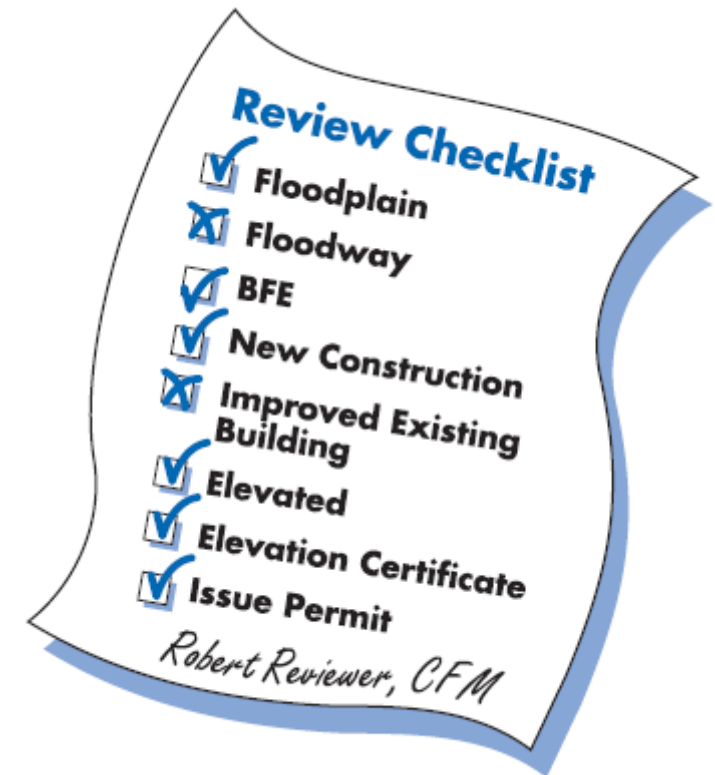 Review Checklist
Floodplain
Floodway
BFE
New Construction
Improved Existing
Building
Elevated
Elevation Certificate
Issue Permit
Robert Reviewer, CFM